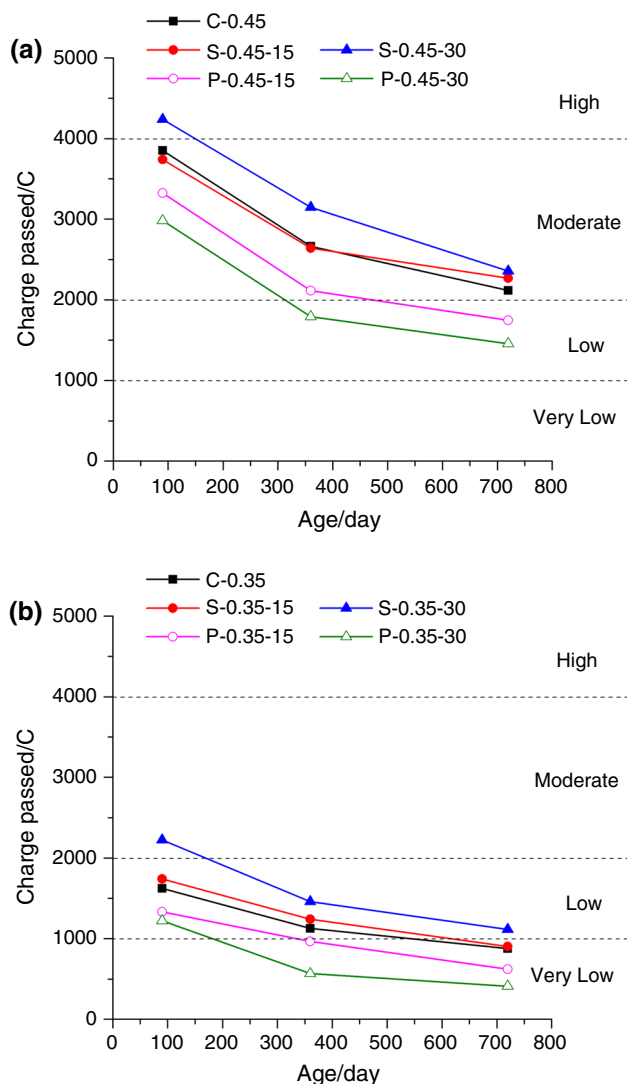 (a)
C-0.45
S-0.45-15 S-0.45-30
P-0.45-15 P-0.45-30
5000
High
4000
Moderate
3000
2000
Low
1000
Very Low
0
Charge passed/C
0 100 200 300 400 500 600 700 800
Age/day
(b)
C-0.35
S-0.35-15 S-0.35-30
P-0.35-15 P-0.35-30
5000
High
4000
Moderate
3000
2000
Low
1000
Very Low
0
Charge passed/C
0 100 200 300 400 500 600 700 800
Age/day